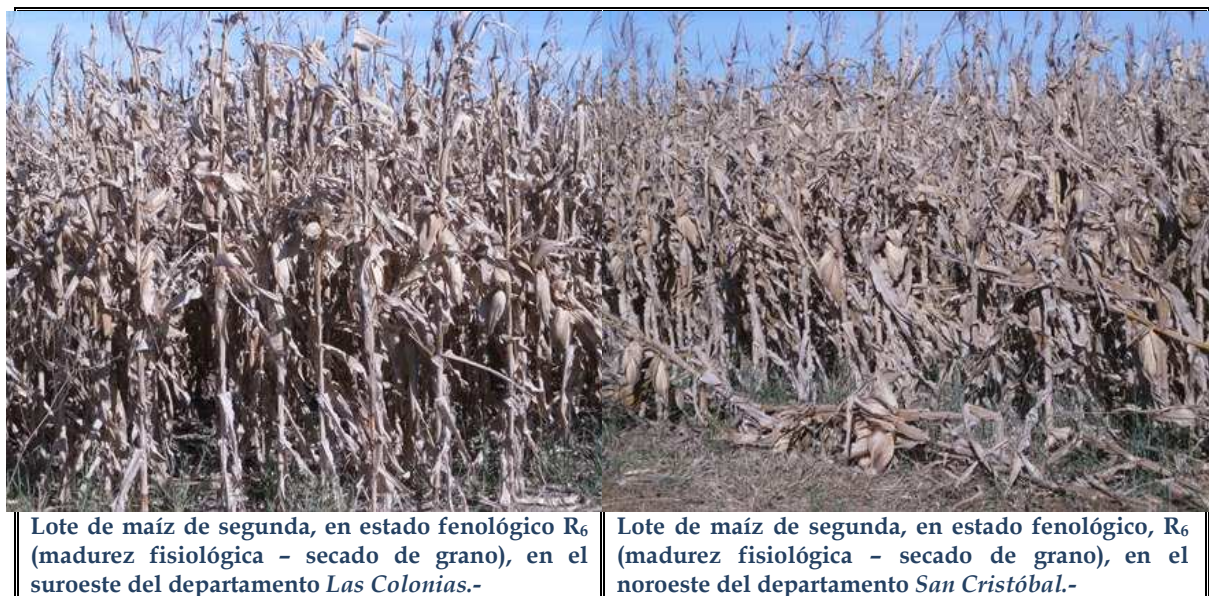 Lote de maíz de segunda, en estado fenológico R₆
(madurez fisiológica – secado de grano), en el
suroeste del departamento Las Colonias.-
Lote de maíz de segunda, en estado fenológico, R₆
(madurez fisiológica – secado de grano), en el
noroeste del departamento San Cristóbal.-